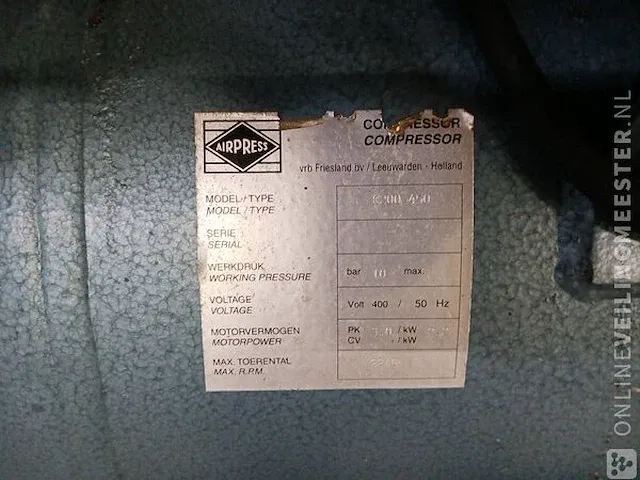 AIRPRESS
COMPRESSOR
COMPRESSOR
vrb Friesland bv / Leeuwarden - Holland
MODEL / TYPE
MODEL / TYPE
SERIE
SERIAL
WERKDRUK
WORKING PRESSURE
bar 10 max.
VOLTAGE
VOLTAGE
Volt 400 / 50 Hz
MOTORVERMOGEN
MOTORPOWER
PK / kW
CV / kW
MAX. TOERENTAL
MAX. R.P.M.
ONLINEVEILINGMEESTER.NL